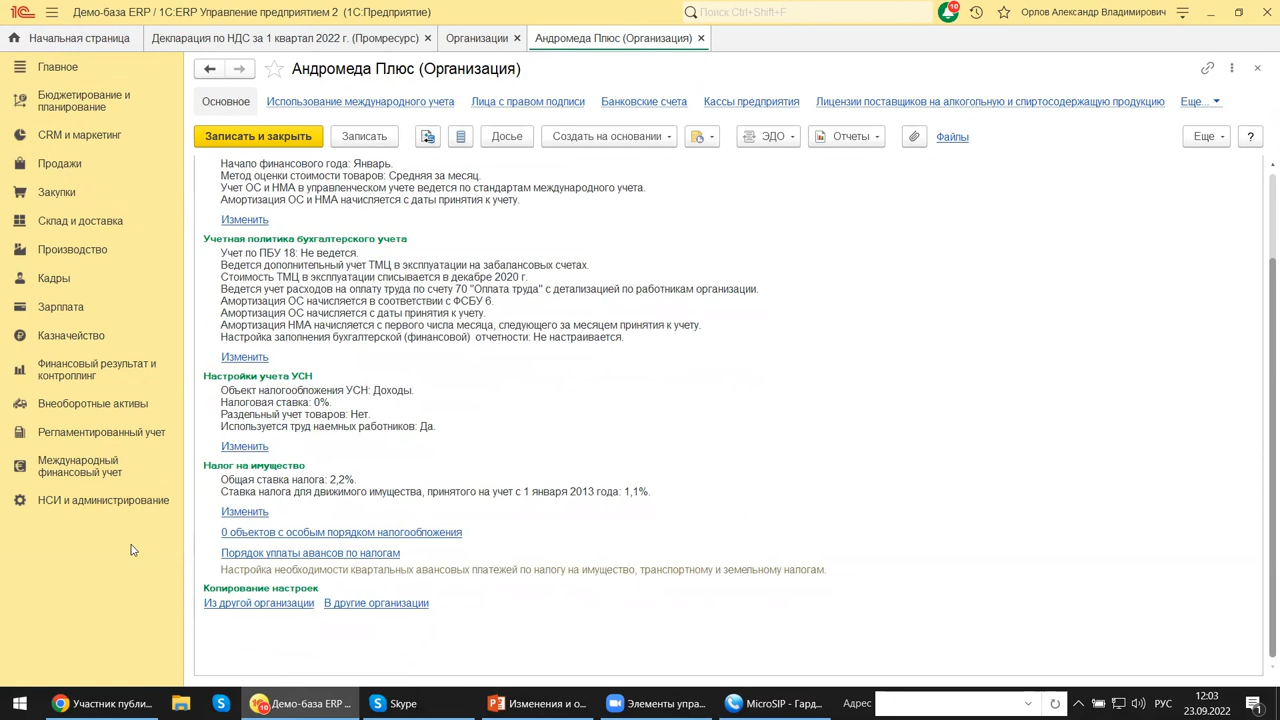 Демо-база ERP / 1C:ERP Управление предприятием 2 (1С:Предприятие)
Поиск Ctrl+Shift+F
10
Орлов Александр Владимирович
Начальная страница
Декларация по НДС за 1 квартал 2022 г. (Промресурс) ×
Организации ×
Андромеда Плюс (Организация) ×
Главное
Бюджетирование и
планирование
CRM и маркетинг
Продажи
Закупки
Склад и доставка
Производство
Кадры
Зарплата
Казначейство
Финансовый результат и
контроллинг
Внеоборотные активы
Регламентированный учет
Международный
финансовый учет
НСИ и администрирование
Андромеда Плюс (Организация)
Основное
Использование международного учета
Лица с правом подписи
Банковские счета
Кассы предприятия
Лицензии поставщиков на алкогольную и спиртосодержащую продукцию
Еще...
Записать и закрыть
Записать
Досье
Создать на основании
ЭДО
Отчеты
Файлы
Еще
?
Начало финансового года: Январь.
Метод оценки стоимости товаров: Средняя за месяц.
Учет ОС и НМА в управленческом учете ведется по стандартам международного учета.
Амортизация ОС и НМА начисляется с даты принятия к учету.
Изменить
Учетная политика бухгалтерского учета
Учет по ПБУ 18: Не ведется.
Ведется дополнительный учет ТМЦ в эксплуатации на забалансовых счетах.
Стоимость ТМЦ в эксплуатации списывается в декабре 2020 г.
Ведется учет расходов на оплату труда по счету 70 "Оплата труда" с детализацией по работникам организации.
Амортизация ОС начисляется в соответствии с ФСБУ 6.
Амортизация ОС начисляется с даты принятия к учету.
Амортизация НМА начисляется с первого числа месяца, следующего за месяцем принятия к учету.
Настройка заполнения бухгалтерской (финансовой) отчетности: Не настраивается.
Изменить
Настройки учета УСН
Объект налогообложения УСН: Доходы.
Налоговая ставка: 0%.
Раздельный учет товаров: Нет.
Используется труд наемных работников: Да.
Изменить
Налог на имущество
Общая ставка налога: 2,2%.
Ставка налога для движимого имущества, принятого на учет с 1 января 2013 года: 1,1%.
Изменить
0 объектов с особым порядком налогообложения
Порядок уплаты авансов по налогам
Настройка необходимости квартальных авансовых платежей по налогу на имущество, транспортному и земельному налогам.
Копирование настроек
Из другой организации
В другие организации
Участник публи...
Демо-база ERP ...
Skype
Изменения и о...
Элементы упра...
MicroSIP - Гард...
Адрес
РУС
12:03
23.09.2022
1